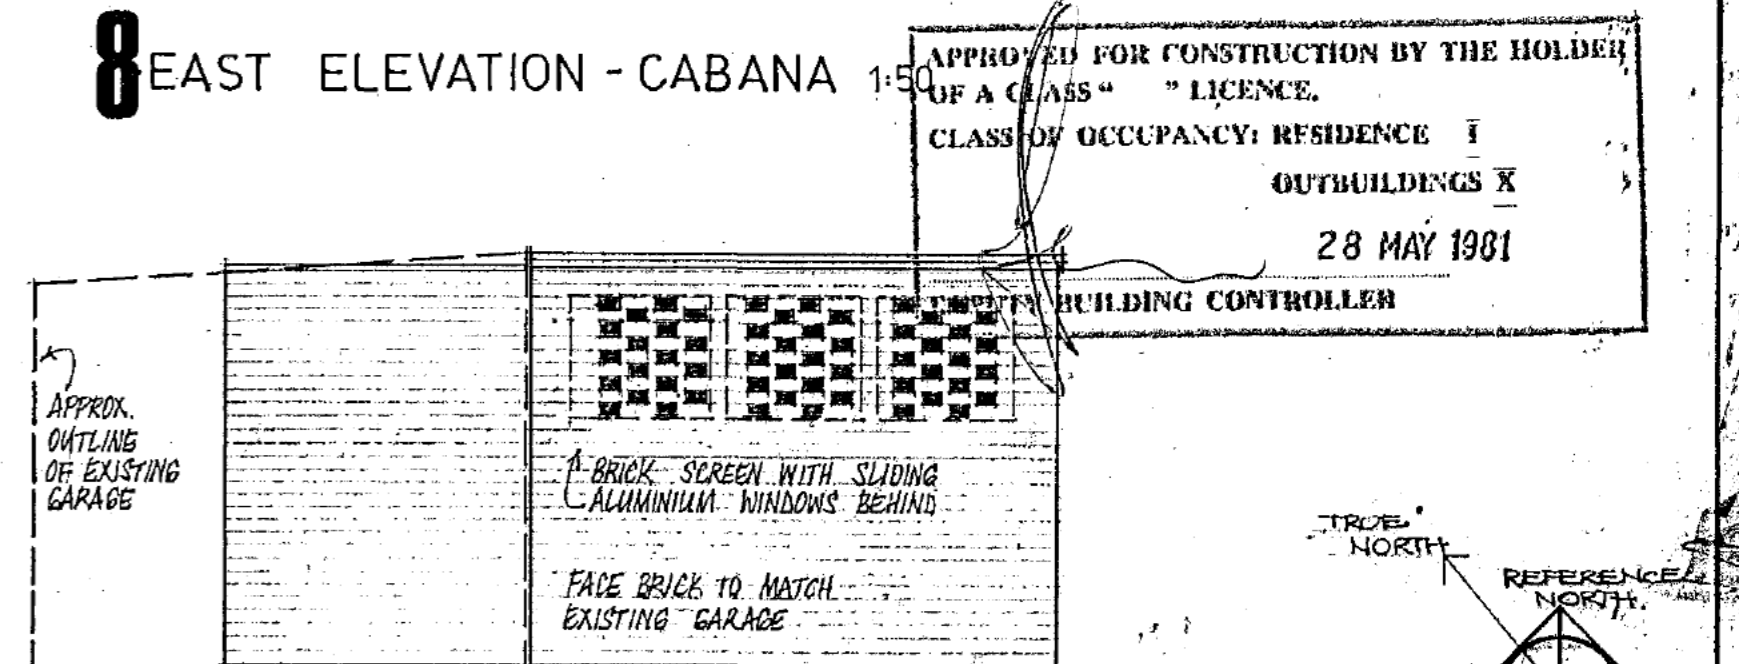 8 EAST ELEVATION - CABANA 1:50
APPROVED FOR CONSTRUCTION BY THE HOLDER
OF A CLASS “ ” LICENCE.
CLASS OF OCCUPANCY: RESIDENCE I
OUTBUILDINGS X
28 MAY 1981
BUILDING CONTROLLER
APPROX.
OUTLINE
OF EXISTING
GARAGE
BRICK SCREEN WITH SLIDING
ALUMINIUM WINDOWS BEHIND
FACE BRICK TO MATCH
EXISTING GARAGE
TRUE
NORTH
REFERENCE
NORTH.